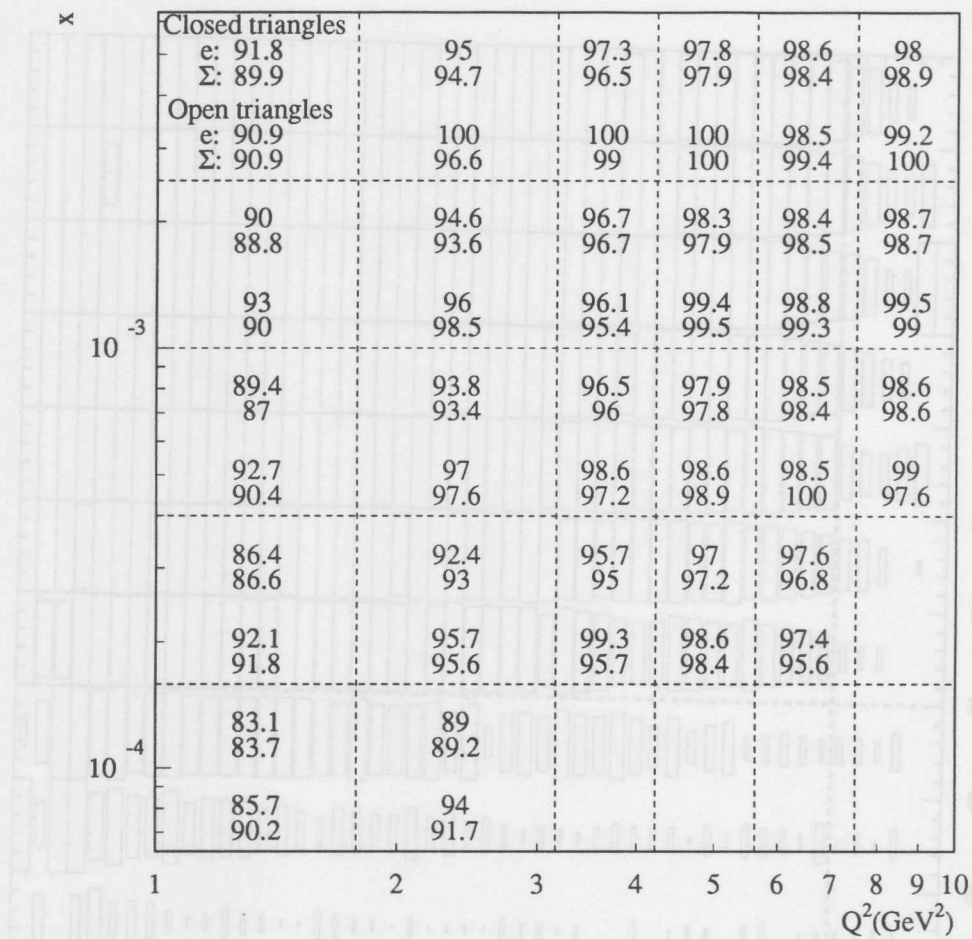 x
Closed triangles
e: 91.8 95 97.3 97.8 98.6 98
Σ: 89.9 94.7 96.5 97.9 98.4 98.9
Open triangles
e: 90.9 100 100 100 98.5 99.2
Σ: 90.9 96.6 99 100 99.4 100
90 94.6 96.7 98.3 98.4 98.7
88.8 93.6 96.7 97.9 98.5 98.7
93 96 96.1 99.4 98.8 99.5
90 98.5 95.4 99.5 99.3 99
10^-3
89.4 93.8 96.5 97.9 98.5 98.6
87 93.4 96 97.8 98.4 98.6
92.7 97 98.6 98.6 98.5 99
90.4 97.6 97.2 98.9 100 97.6
86.4 92.4 95.7 97 97.6
86.6 93 95 97.2 96.8
92.1 95.7 99.3 98.6 97.4
91.8 95.6 95.7 98.4 95.6
83.1 89
83.7 89.2
10^-4
85.7 94
90.2 91.7
1 2 3 4 5 6 7 8 9 10
Q^2(GeV^2)